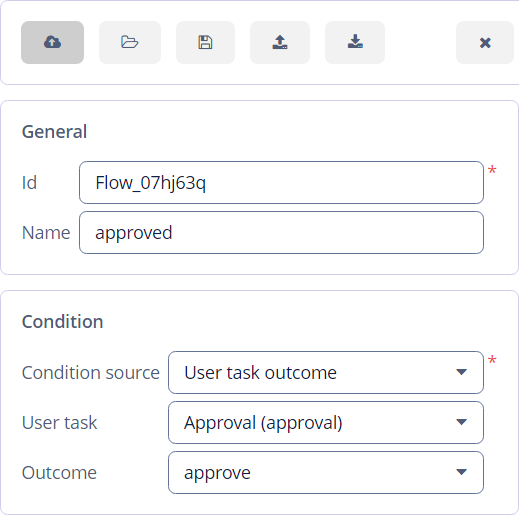 General
Id Flow_07hj63q *
Name approved
Condition
Condition source User task outcome *
User task Approval (approval)
Outcome approve